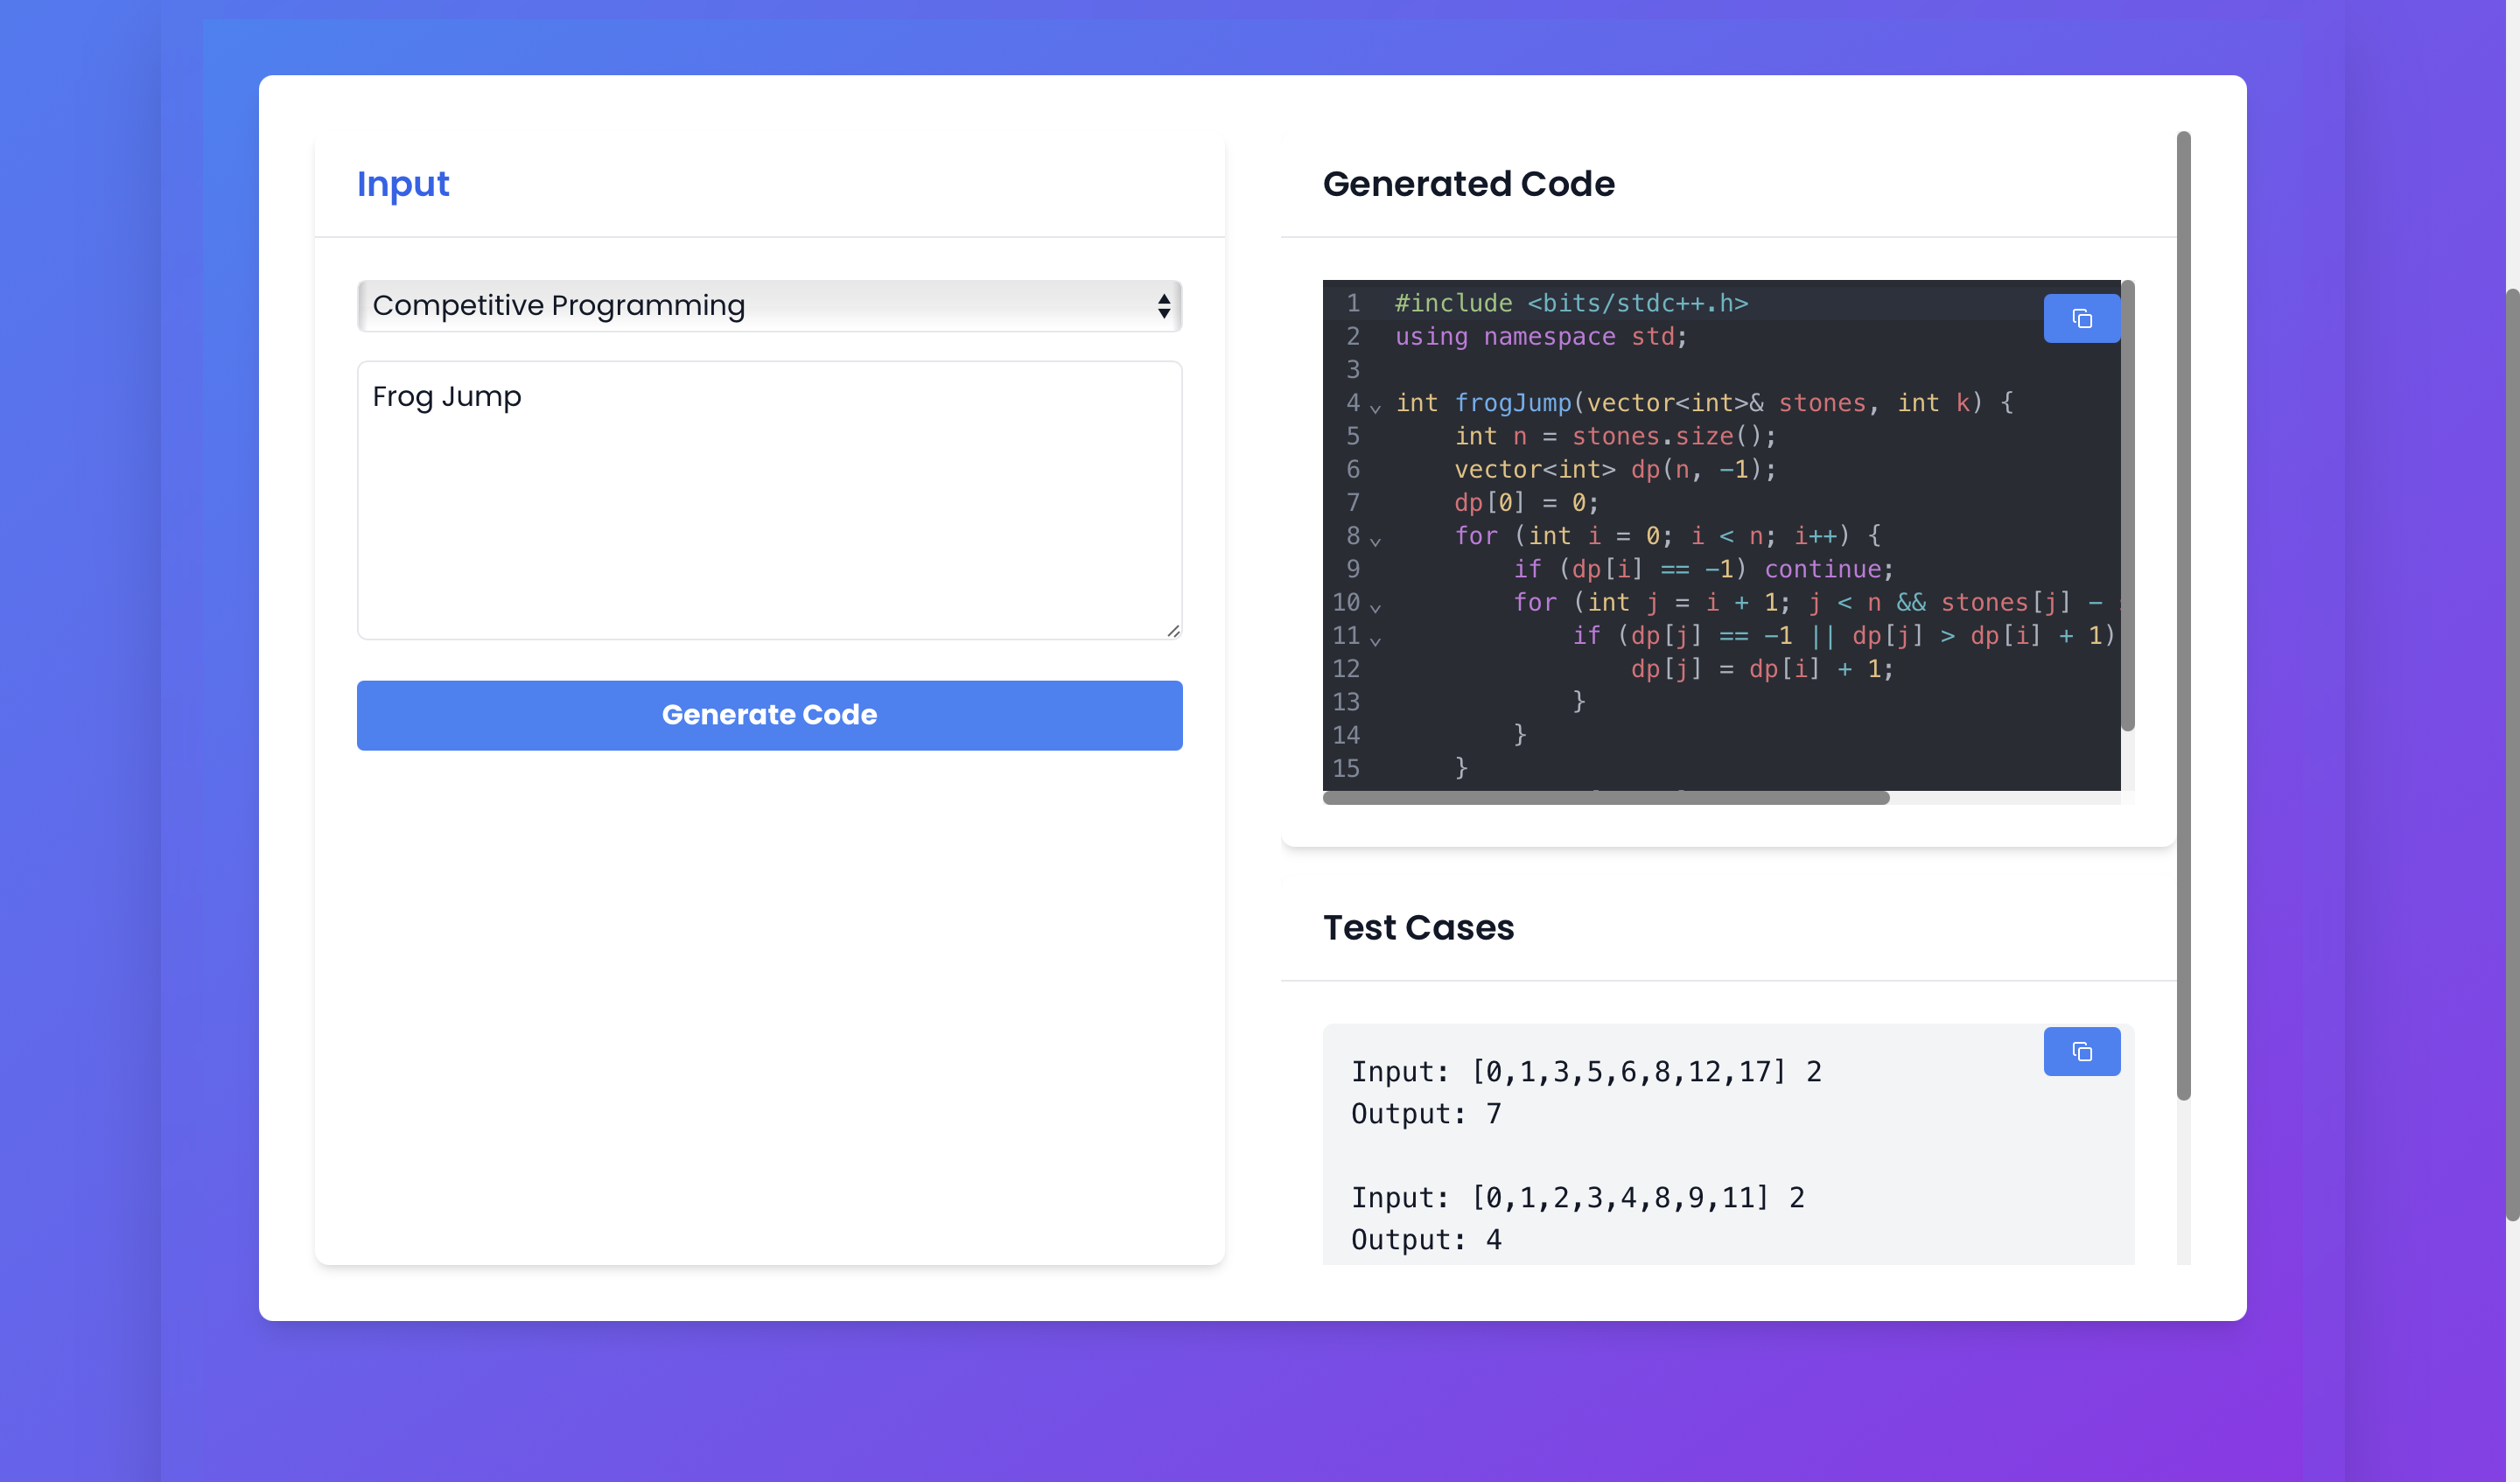 Input
Competitive Programming
Frog Jump
Generate Code
Generated Code
1 #include <bits/stdc++.h>
2 using namespace std;
3
4 int frogJump(vector<int>& stones, int k) {
5     int n = stones.size();
6     vector<int> dp(n, -1);
7     dp[0] = 0;
8     for (int i = 0; i < n; i++) {
9         if (dp[i] == -1) continue;
10         for (int j = i + 1; j < n && stones[j] -
11             if (dp[j] == -1 || dp[j] > dp[i] + 1)
12                 dp[j] = dp[i] + 1;
13             }
14         }
15     }
Test Cases
Input: [0,1,3,5,6,8,12,17] 2
Output: 7
Input: [0,1,2,3,4,8,9,11] 2
Output: 4